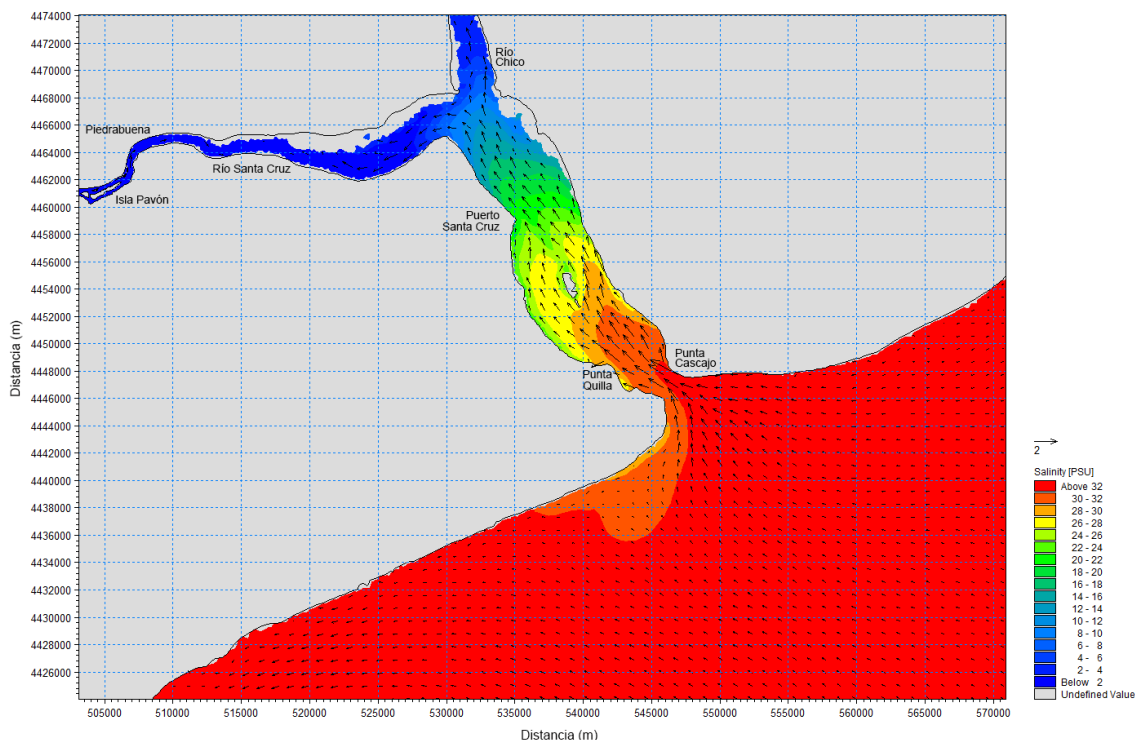 4474000
4472000
4470000
4468000
4466000
4464000
4462000
4460000
4458000
4456000
4454000
4452000
4450000
4448000
4446000
4444000
4442000
4440000
4438000
4436000
4434000
4432000
4430000
4428000
4426000
Distancia (m)
Río
Chico
Piedrabuena
Río Santa Cruz
Isla Pavón
Puerto
Santa Cruz
Punta
Cascajo
Punta
Quilla
505000 510000 515000 520000 525000 530000 535000 540000 545000 550000 555000 560000 565000 570000
Distancia (m)
2
Salinity [PSU]
Above 32
30 - 32
28 - 30
26 - 28
24 - 26
22 - 24
20 - 22
18 - 20
16 - 18
14 - 16
12 - 14
10 - 12
8 - 10
6 - 8
4 - 6
2 - 4
Below 2
Undefined Value